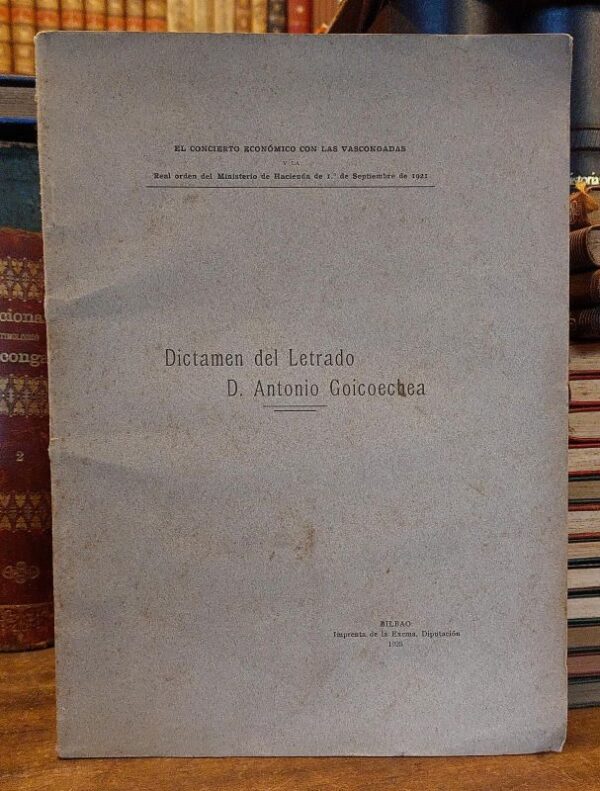 EL CONCIERTO ECONÓMICO CON LAS VASCONGADAS
Y LA
Real orden del Ministerio de Hacienda de 1.º de Septiembre de 1921
Dictamen del Letrado
D. Antonio Goicoechea
BILBAO
Imprenta de la Excma. Diputación
2